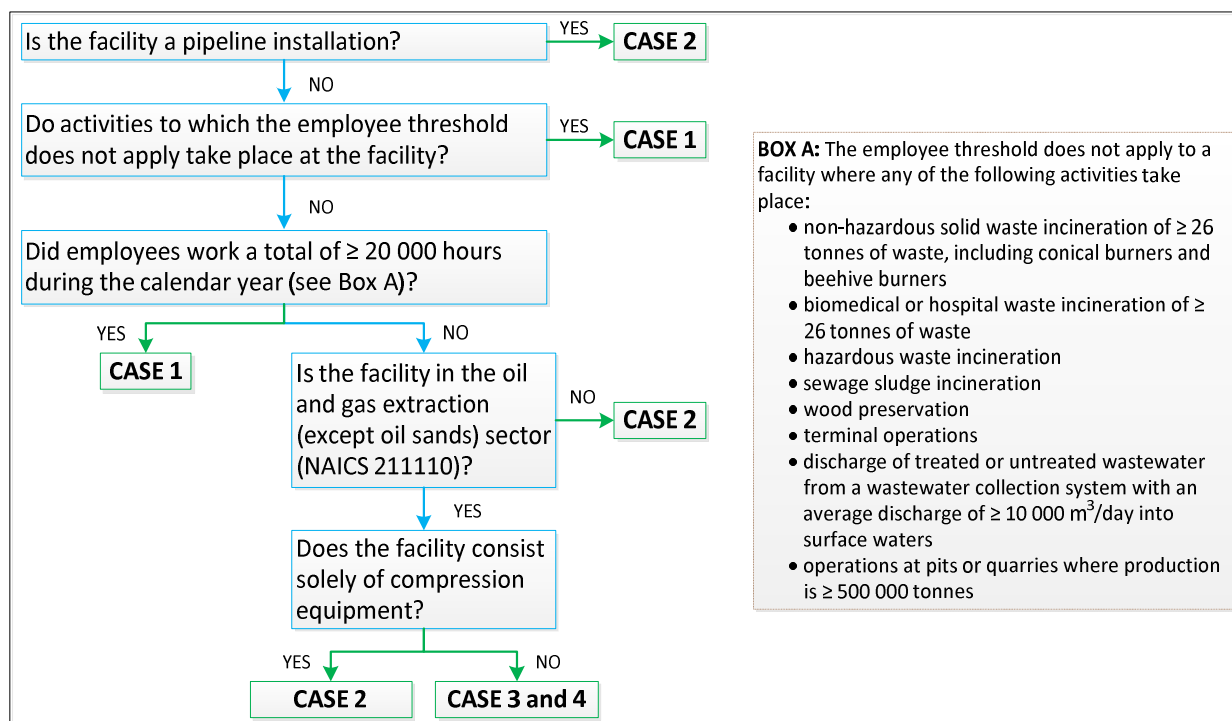 Is the facility a pipeline installation?
YES
CASE 2
NO
Do activities to which the employee threshold
does not apply take place at the facility?
YES
CASE 1
NO
Did employees work a total of ≥ 20 000 hours
during the calendar year (see Box A)?
YES
CASE 1
NO
Is the facility in the oil
and gas extraction
(except oil sands) sector
(NAICS 211110)?
NO
CASE 2
YES
Does the facility consist
solely of compression
equipment?
YES
CASE 2
NO
CASE 3 and 4
BOX A: The employee threshold does not apply to a
facility where any of the following activities take
place:
• non-hazardous solid waste incineration of ≥ 26
tonnes of waste, including conical burners and
beehive burners
• biomedical or hospital waste incineration of ≥
26 tonnes of waste
• hazardous waste incineration
• sewage sludge incineration
• wood preservation
• terminal operations
• discharge of treated or untreated wastewater
from a wastewater collection system with an
average discharge of ≥ 10 000 m³/day into
surface waters
• operations at pits or quarries where production
is ≥ 500 000 tonnes